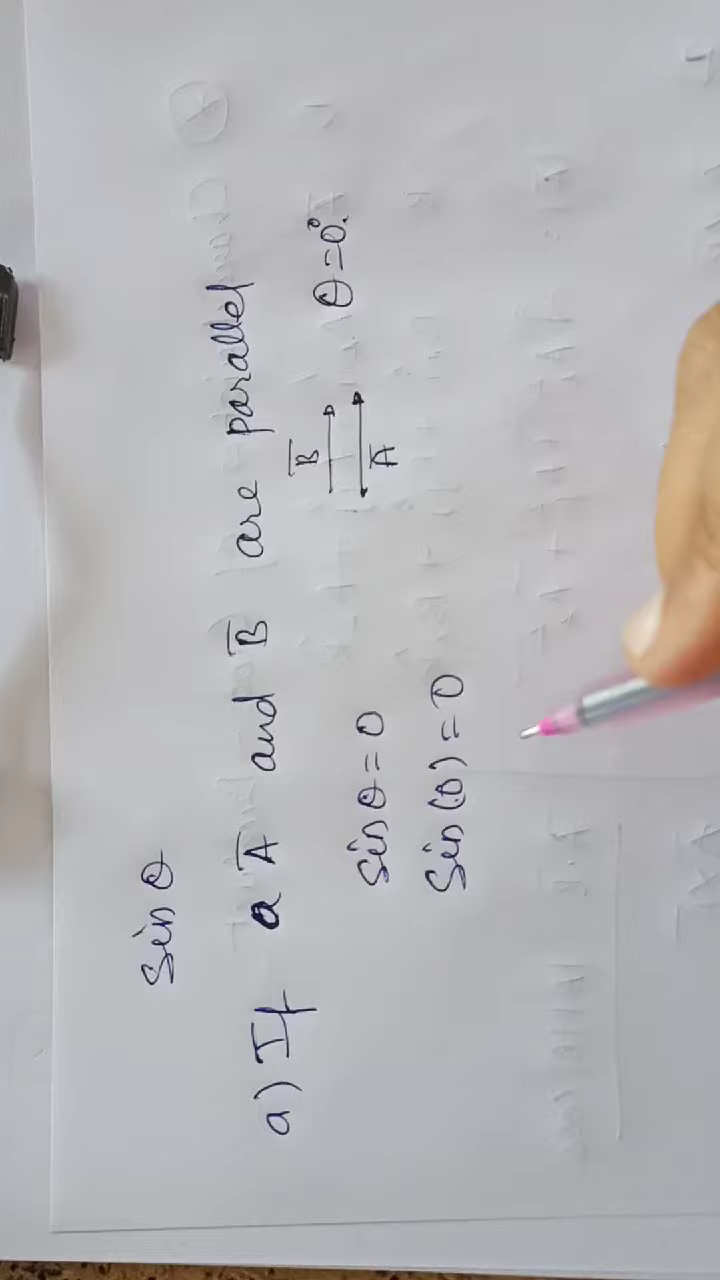 Sin θ
a) If a A̅ and B̅ are parallel
B̅
A̅
θ=0°.
Sin θ = 0
Sin (0) = 0